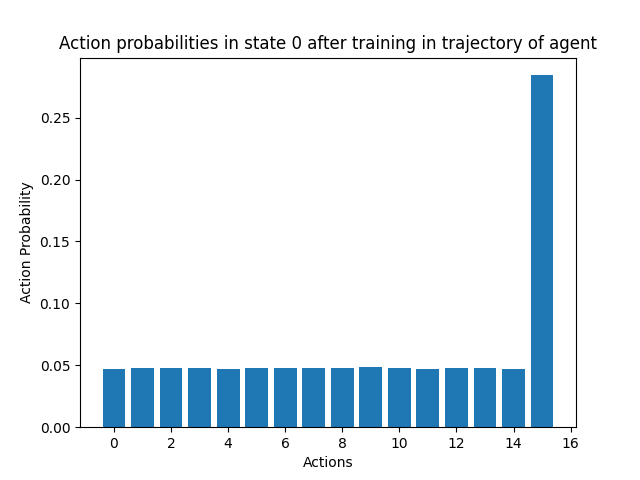 Action probabilities in state 0 after training in trajectory of agent
Action Probability
0.25
0.20
0.15
0.10
0.05
0.00
0 2 4 6 8 10 12 14 16
Actions